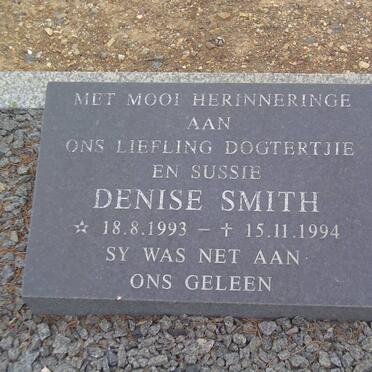 MET MOOI HERINNERINGE
AAN
ONS LIEFLING DOGTERTJIE
EN SUSSIE
DENISE SMITH
☆ 18.8.1993 – ✝ 15.11.1994
SY WAS NET AAN
ONS GELEEN